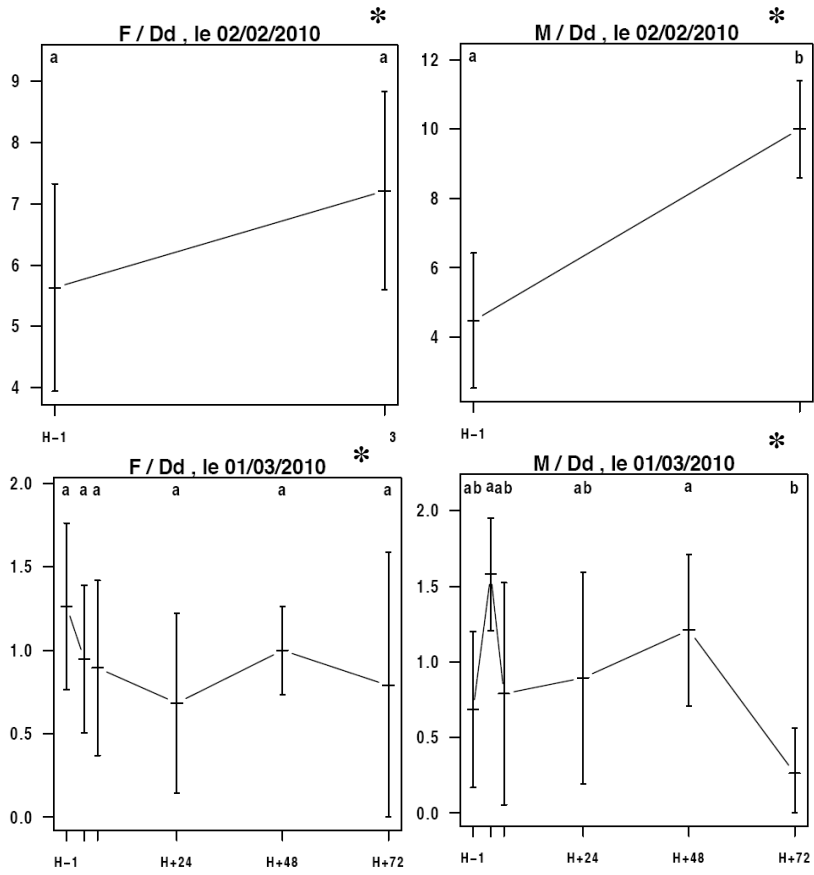 F / Dd , le 02/02/2010 *
a a
9
8
7
6
5
4
H−1 3
M / Dd , le 02/02/2010 *
a b
12
10
8
6
4
H−1
F / Dd , le 01/03/2010 *
a a a a a a
2.0
1.5
1.0
0.5
0.0
H−1 H+24 H+48 H+72
M / Dd , le 01/03/2010 *
ab a ab ab a b
2.0
1.5
1.0
0.5
0.0
H−1 H+24 H+48 H+72